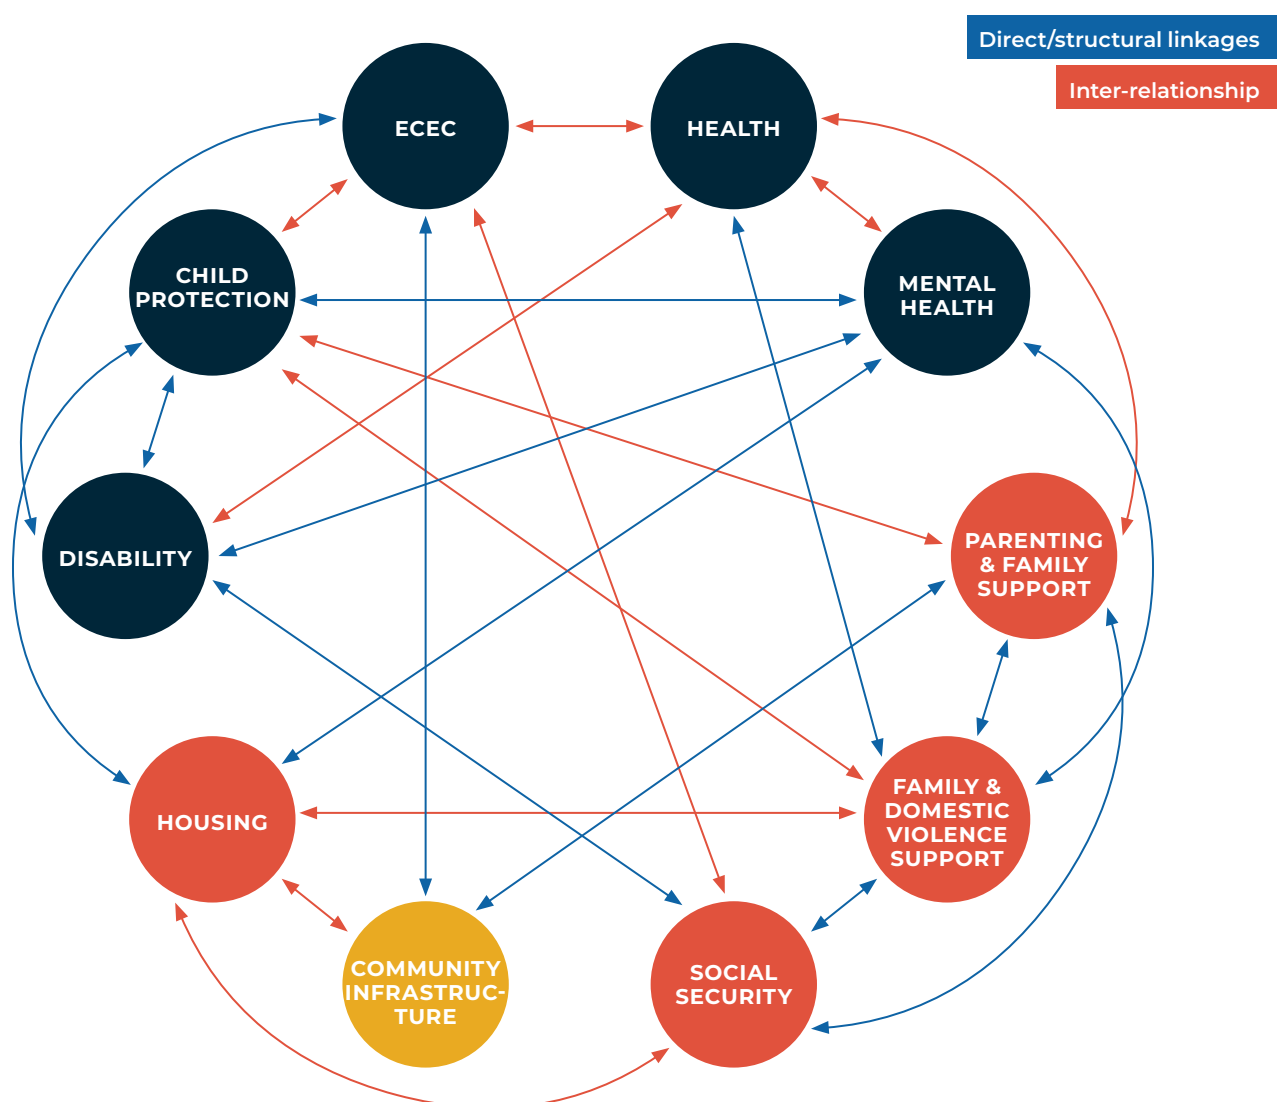 Direct/structural linkages
Inter-relationship
ECEC
HEALTH
CHILD
PROTECTION
MENTAL
HEALTH
DISABILITY
PARENTING
& FAMILY
SUPPORT
HOUSING
FAMILY &
DOMESTIC
VIOLENCE
SUPPORT
COMMUNITY
INFRASTRUC-
TURE
SOCIAL
SECURITY